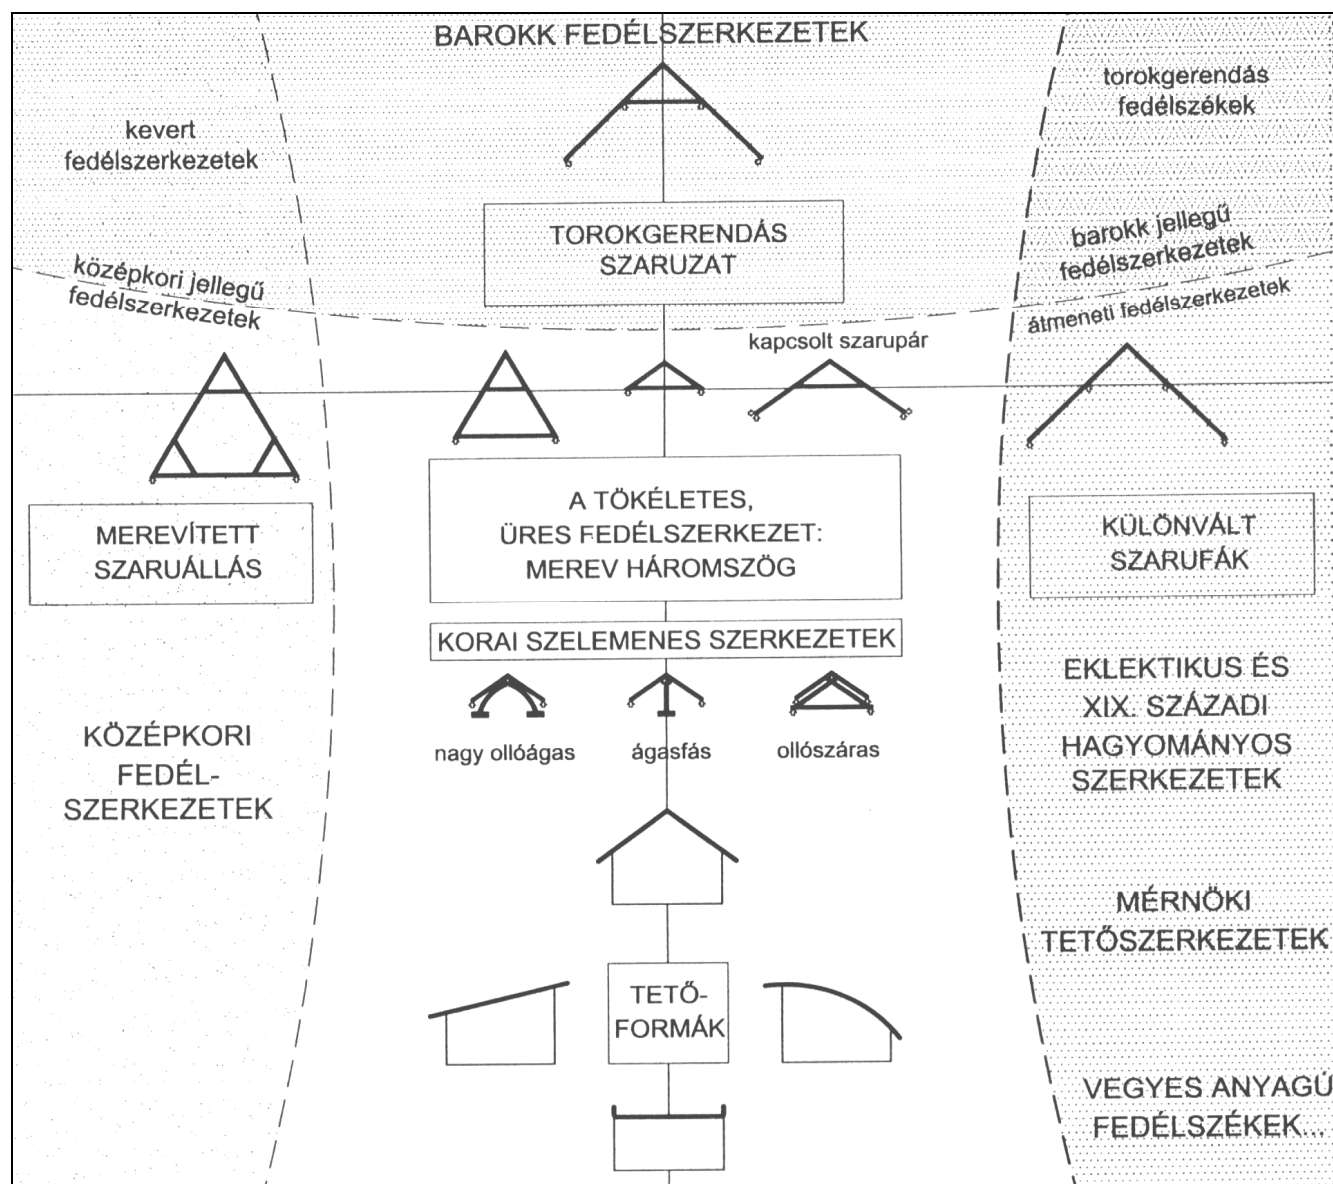 BAROKK FEDÉLSZERKEZETEK
torokgerendás
fedélszékek
kevert
fedélszerkezetek
TOROKGERENDÁS
SZARUZAT
barokk jellegű
fedélszerkezetek
középkori jellegű
fedélszerkezetek
átmeneti fedélszerkezetek
kapcsolt szarupár
MEREVÍTETT
SZARUÁLLÁS
A TÖKÉLETES,
ÜRES FEDÉLSZERKEZET:
MEREV HÁROMSZÖG
KÜLÖNVÁLT
SZARUFÁK
KORAI SZELEMENES SZERKEZETEK
nagy ollóágas
ágasfás
ollószáras
KÖZÉPKORI
FEDÉL-
SZERKEZETEK
EKLEKTIKUS ÉS
XIX. SZÁZADI
HAGYOMÁNYOS
SZERKEZETEK
MÉRNÖKI
TETŐSZERKEZETEK
TETŐ-
FORMÁK
VEGYES ANYAGÚ
FEDÉLSZÉKEK...